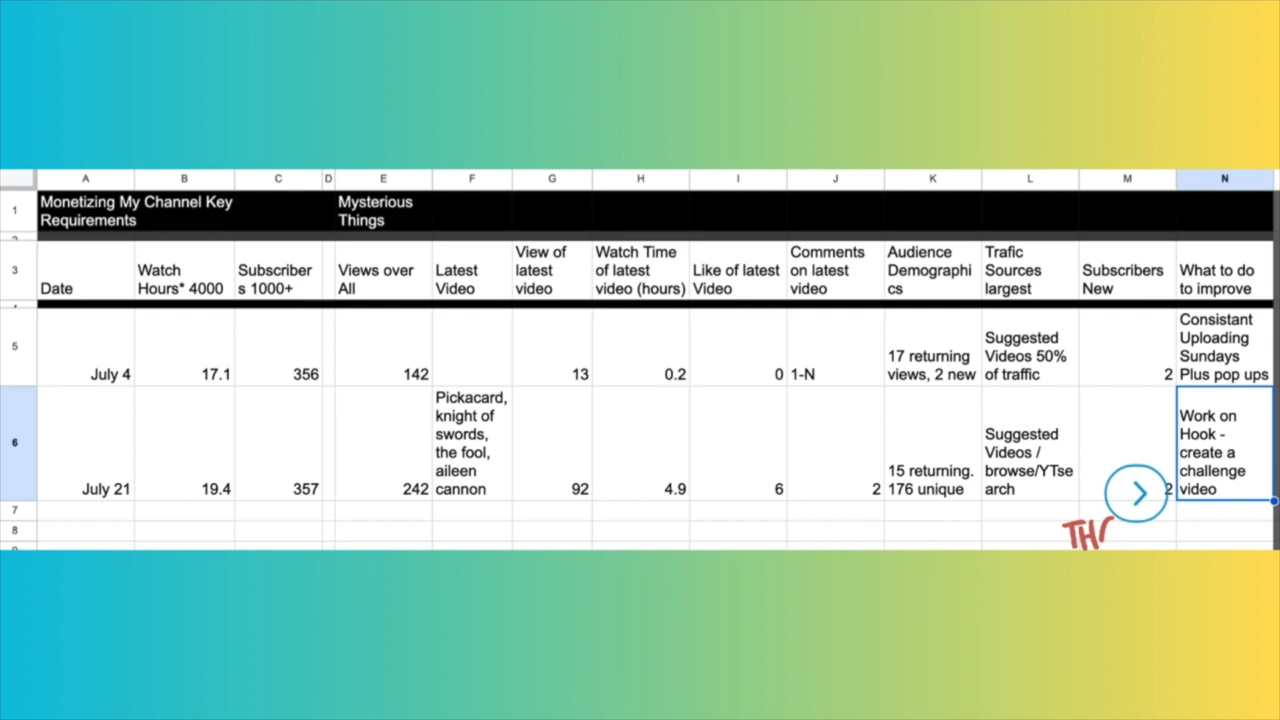 A B C D E F G H I J K L M N
1 Monetizing My Channel Key Requirements Mysterious Things
3 Date Watch Hours* 4000 Subscriber s 1000+ Views over All Latest Video View of latest video Watch Time of latest video (hours) Like of latest Video Comments on latest video Audience Demographi cs Trafic Sources largest Subscribers New What to do to improve
5 July 4 17.1 356 142 13 0.2 0 1-N 17 returning views, 2 new Suggested Videos 50% of traffic 2 Consistant Uploading Sundays Plus pop ups
6 July 21 19.4 357 242 Pickacard, knight of swords, the fool, aileen cannon 92 4.9 6 2 15 returning. 176 unique Suggested Videos / browse/YTse arch 2 Work on Hook - create a challenge video
7
8